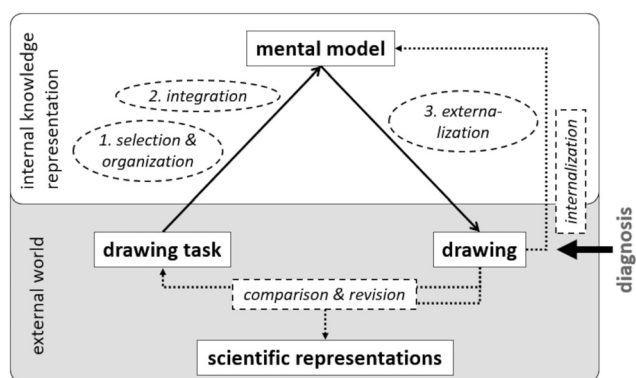 mental model
2. integration
3. externa-
lization
1. selection &
organization
internal knowledge
representation
internalization
diagnosis
drawing task
drawing
comparison & revision
external world
scientific representations